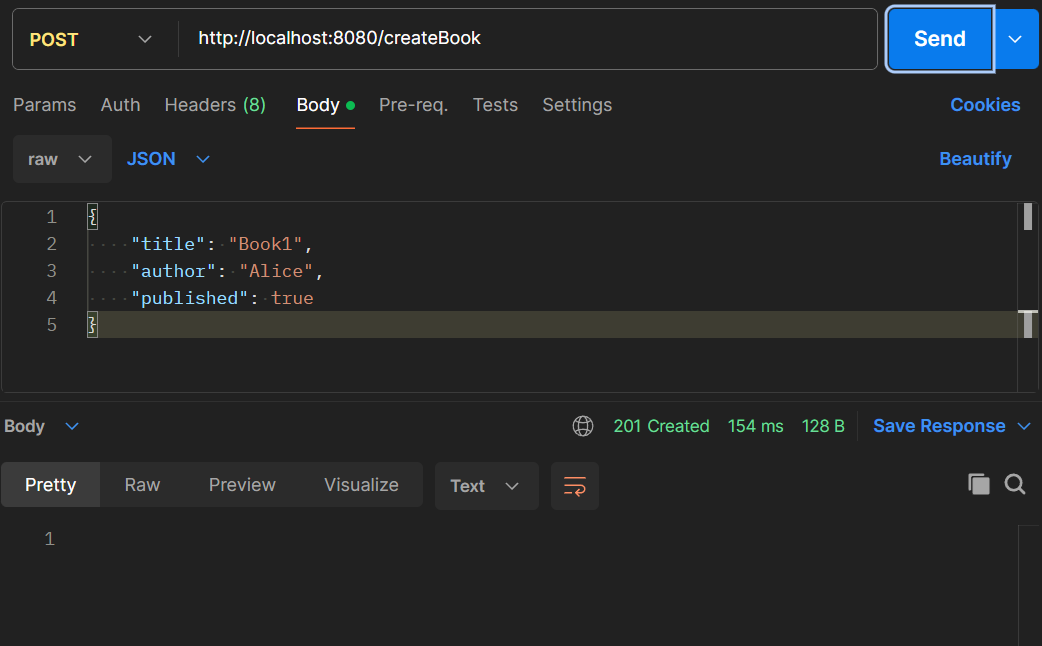 POST http://localhost:8080/createBook Send
Params Auth Headers (8) Body Pre-req. Tests Settings Cookies
raw JSON Beautify
1 {
2 "title": "Book1",
3 "author": "Alice",
4 "published": true
5 }
Body 201 Created 154 ms 128 B Save Response
Pretty Raw Preview Visualize Text
1